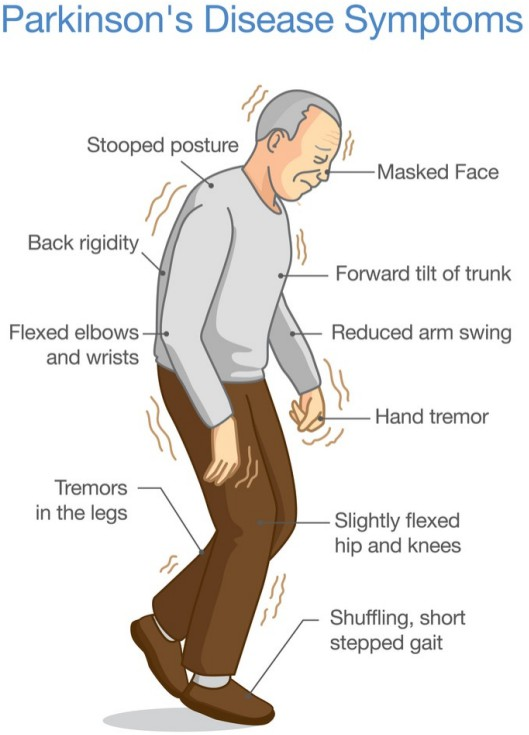 Parkinson's Disease Symptoms
Stooped posture
Masked Face
Back rigidity
Forward tilt of trunk
Flexed elbows
and wrists
Reduced arm swing
Hand tremor
Tremors
in the legs
Slightly flexed
hip and knees
Shuffling, short
stepped gait